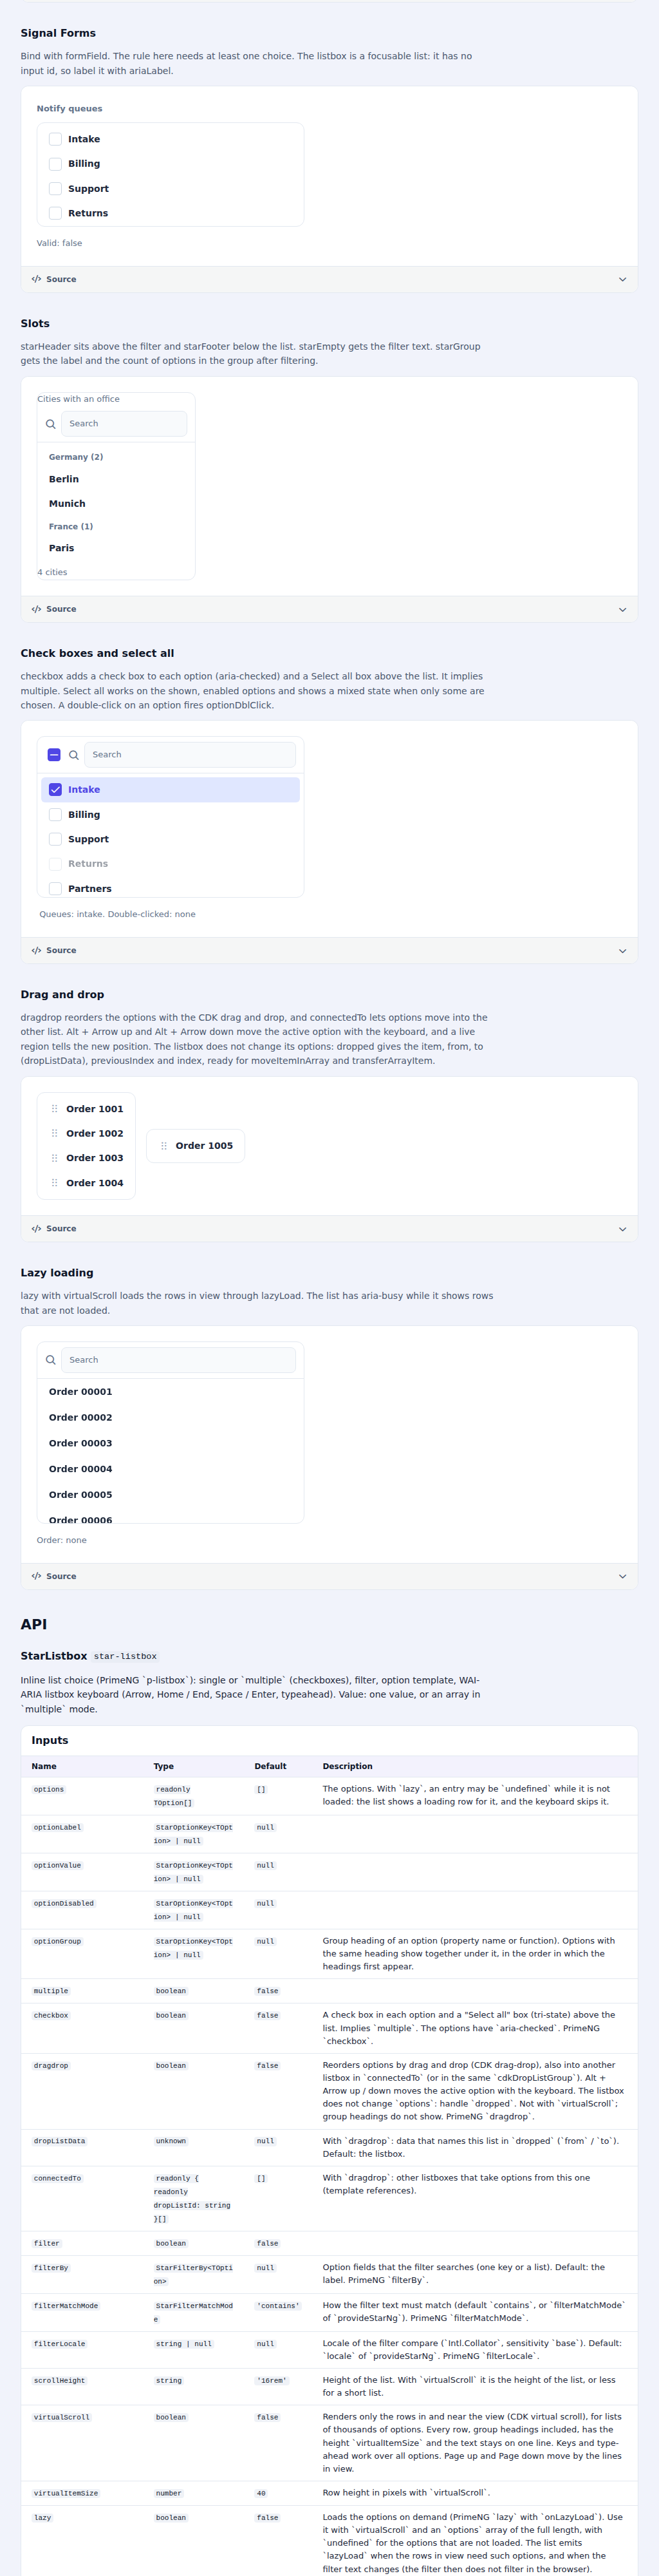 Signal Forms
Bind with formField. The rule here needs at least one choice. The listbox is a focusable list: it has no
input id, so label it with ariaLabel.
Notify queues
Intake
Billing
Support
Returns
Valid: false
Source
Slots
starHeader sits above the filter and starFooter below the list. starEmpty gets the filter text. starGroup
gets the label and the count of options in the group after filtering.
Cities with an office
Search
Germany (2)
Berlin
Munich
France (1)
Paris
4 cities
Source
Check boxes and select all
checkbox adds a check box to each option (aria-checked) and a Select all box above the list. It implies
multiple. Select all works on the shown, enabled options and shows a mixed state when only some are
chosen. A double-click on an option fires optionDblClick.
Search
Intake
Billing
Support
Returns
Partners
Queues: intake. Double-clicked: none
Source
Drag and drop
dragdrop reorders the options with the CDK drag and drop, and connectedTo lets options move into the
other list. Alt + Arrow up and Alt + Arrow down move the active option with the keyboard, and a live
region tells the new position. The listbox does not change its options: dropped gives the item, from, to
(dropListData), previousIndex and index, ready for moveItemInArray and transferArrayItem.
Order 1001
Order 1002
Order 1003
Order 1004
Order 1005
Source
Lazy loading
lazy with virtualScroll loads the rows in view through lazyLoad. The list has aria-busy while it shows rows
that are not loaded.
Search
Order 00001
Order 00002
Order 00003
Order 00004
Order 00005
Order 00006
Order: none
Source
API
StarListbox star-listbox
Inline list choice (PrimeNG `p-listbox`): single or `multiple` (checkboxes), filter, option template, WAI-
ARIA listbox keyboard (Arrow, Home / End, Space / Enter, typeahead). Value: one value, or an array in
`multiple` mode.
Inputs
Name Type Default Description
options readonly [] The options. With `lazy`, an entry may be `undefined` while it is not
TOption[] loaded: the list shows a loading row for it, and the keyboard skips it.
optionLabel StarOptionKey<TOpt null
ion> | null
optionValue StarOptionKey<TOpt null
ion> | null
optionDisabled StarOptionKey<TOpt null
ion> | null
optionGroup StarOptionKey<TOpt null Group heading of an option (property name or function). Options with
ion> | null the same heading show together under it, in the order in which the
headings first appear.
multiple boolean false
checkbox boolean false A check box in each option and a "Select all" box (tri-state) above the
list. Implies `multiple`. The options have `aria-checked`. PrimeNG
`checkbox`.
dragdrop boolean false Reorders options by drag and drop (CDK drag-drop), also into another
listbox in `connectedTo` (or in the same `cdkDropListGroup`). Alt +
Arrow up / down moves the active option with the keyboard. The listbox
does not change `options`: handle `dropped`. Not with `virtualScroll`;
group headings do not show. PrimeNG `dragdrop`.
dropListData unknown null With `dragdrop`: data that names this list in `dropped` (`from` / `to`).
Default: the listbox.
connectedTo readonly { [] With `dragdrop`: other listboxes that take options from this one
readonly (template references).
dropListId: string
}[]
filter boolean false
filterBy StarFilterBy<TOpti null Option fields that the filter searches (one key or a list). Default: the
on> label. PrimeNG `filterBy`.
filterMatchMode StarFilterMatchMod 'contains' How the filter text must match (default `contains`, or `filterMatchMode`
e of `provideStarNg`). PrimeNG `filterMatchMode`.
filterLocale string | null null Locale of the filter compare (`Intl.Collator`, sensitivity `base`). Default:
`locale` of `provideStarNg`. PrimeNG `filterLocale`.
scrollHeight string '16rem' Height of the list. With `virtualScroll` it is the height of the list, or less
for a short list.
virtualScroll boolean false Renders only the rows in and near the view (CDK virtual scroll), for lists
of thousands of options. Every row, group headings included, has the
height `virtualItemSize` and the text stays on one line. Keys and type-
ahead work over all options. Page up and Page down move by the lines
in view.
virtualItemSize number 40 Row height in pixels with `virtualScroll`.
lazy boolean false Loads the options on demand (PrimeNG `lazy` with `onLazyLoad`). Use
it with `virtualScroll` and an `options` array of the full length, with
`undefined` for the options that are not loaded. The list emits
`lazyLoad` when the rows in view need such options, and when the
filter text changes (the filter then does not filter in the browser).